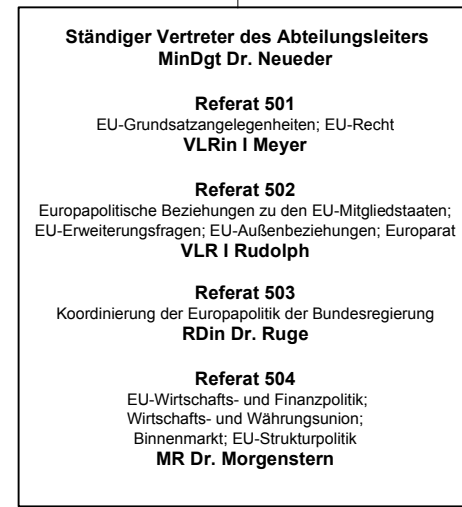 Ständiger Vertreter des Abteilungsleiters
MinDgt Dr. Neueder
Referat 501
EU-Grundsatzangelegenheiten; EU-Recht
VLRin I Meyer
Referat 502
Europapolitische Beziehungen zu den EU-Mitgliedstaaten;
EU-Erweiterungsfragen; EU-Außenbeziehungen; Europarat
VLR I Rudolph
Referat 503
Koordinierung der Europapolitik der Bundesregierung
RDin Dr. Ruge
Referat 504
EU-Wirtschafts- und Finanzpolitik;
Wirtschafts- und Währungsunion;
Binnenmarkt; EU-Strukturpolitik
MR Dr. Morgenstern